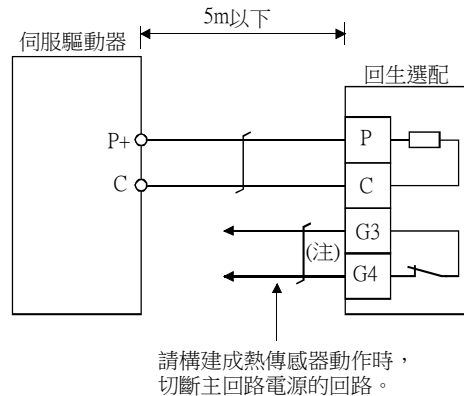 5m以下
伺服驅動器
回生選配
P+
P
C
C
G3
(注)
G4
請構建成熱傳感器動作時，
切斷主回路電源的回路。